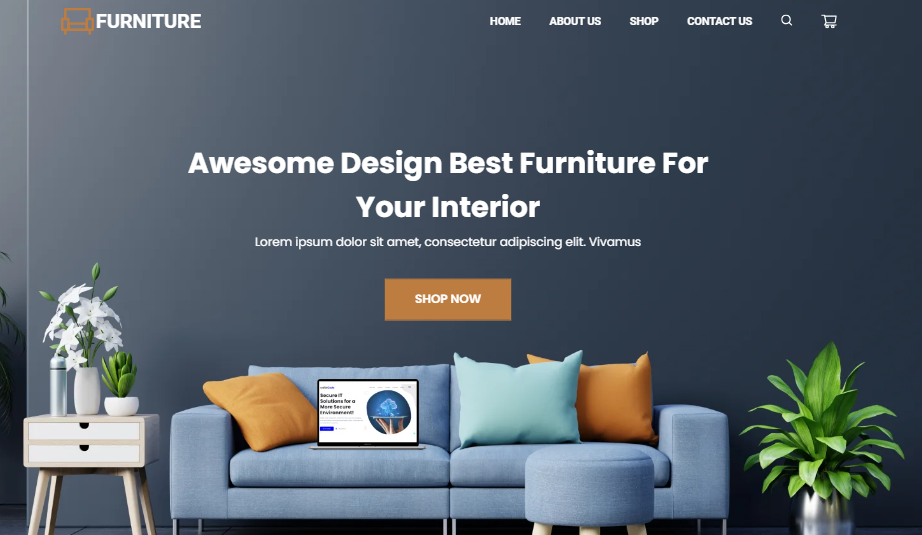 FURNITURE
HOME
ABOUT US
SHOP
CONTACT US
Awesome Design Best Furniture For
Your Interior
Lorem ipsum dolor sit amet, consectetur adipiscing elit. Vivamus
SHOP NOW
Secure IT
Solutions for a
More Secure
Environment!